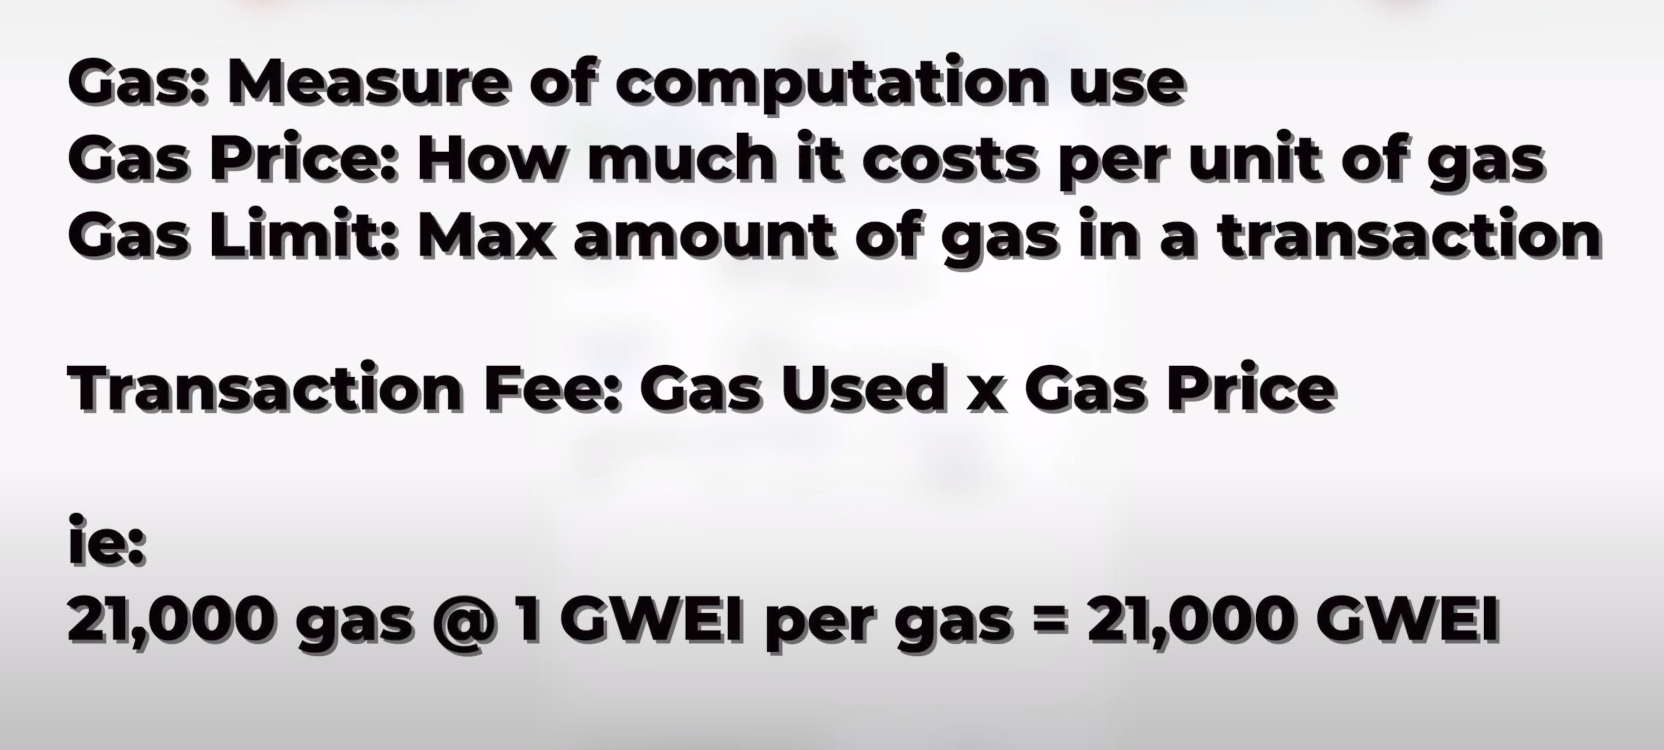 Gas: Measure of computation use
Gas Price: How much it costs per unit of gas
Gas Limit: Max amount of gas in a transaction
Transaction Fee: Gas Used x Gas Price
ie:
21,000 gas @ 1 GWEI per gas = 21,000 GWEI